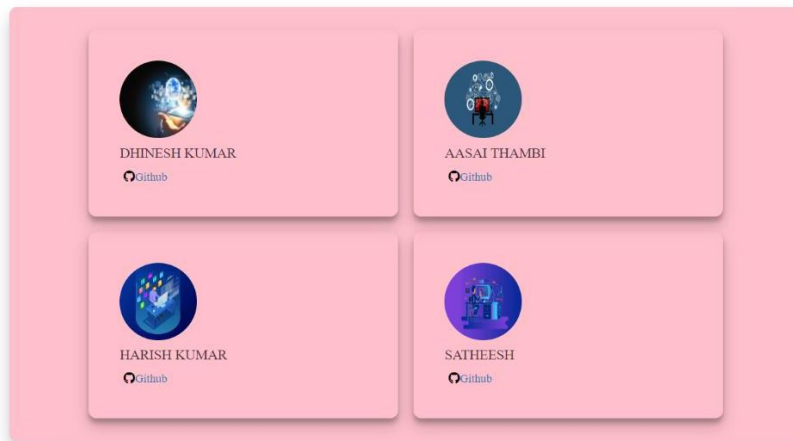 DHINESH KUMAR
Github
AASAI THAMBI
Github
HARISH KUMAR
Github
SATHEESH
Github